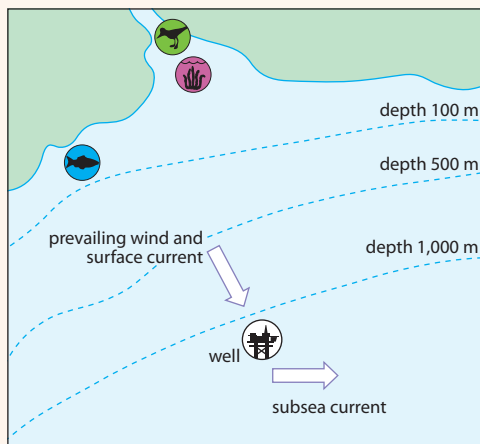 depth 100 m
depth 500 m
prevailing wind and
surface current
depth 1,000 m
well
subsea current